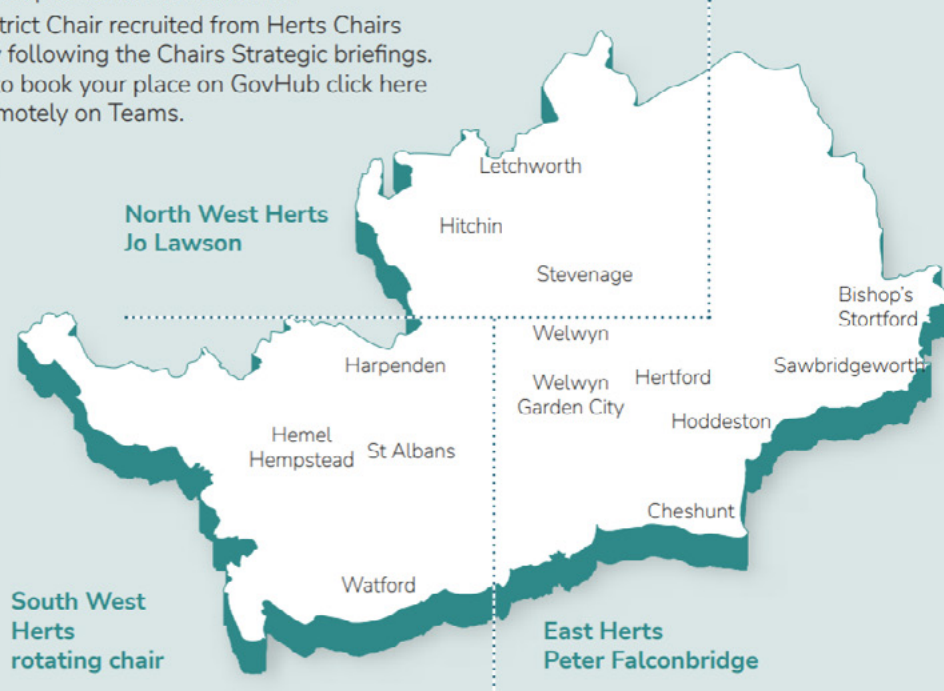 trict Chair recruited from Herts Chairs
following the Chairs Strategic briefings.
to book your place on GovHub click here
motely on Teams.
Letchworth
North West Herts
Jo Lawson
Hitchin
Stevenage
Bishop's
Stortford
Welwyn
Harpenden
Sawbridgeworth
Welwyn
Garden City
Hertford
Hoddeston
Hemel
Hempstead
St Albans
Cheshunt
Watford
South West
Herts
rotating chair
East Herts
Peter Falconbridge